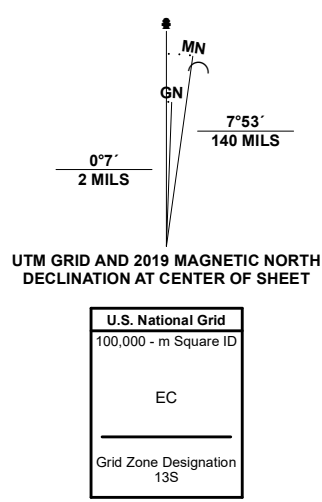 MN
GN
7°53´
140 MILS
0°7´
2 MILS
UTM GRID AND 2019 MAGNETIC NORTH
DECLINATION AT CENTER OF SHEET
U.S. National Grid
100,000 - m Square ID
EC
Grid Zone Designation
13S